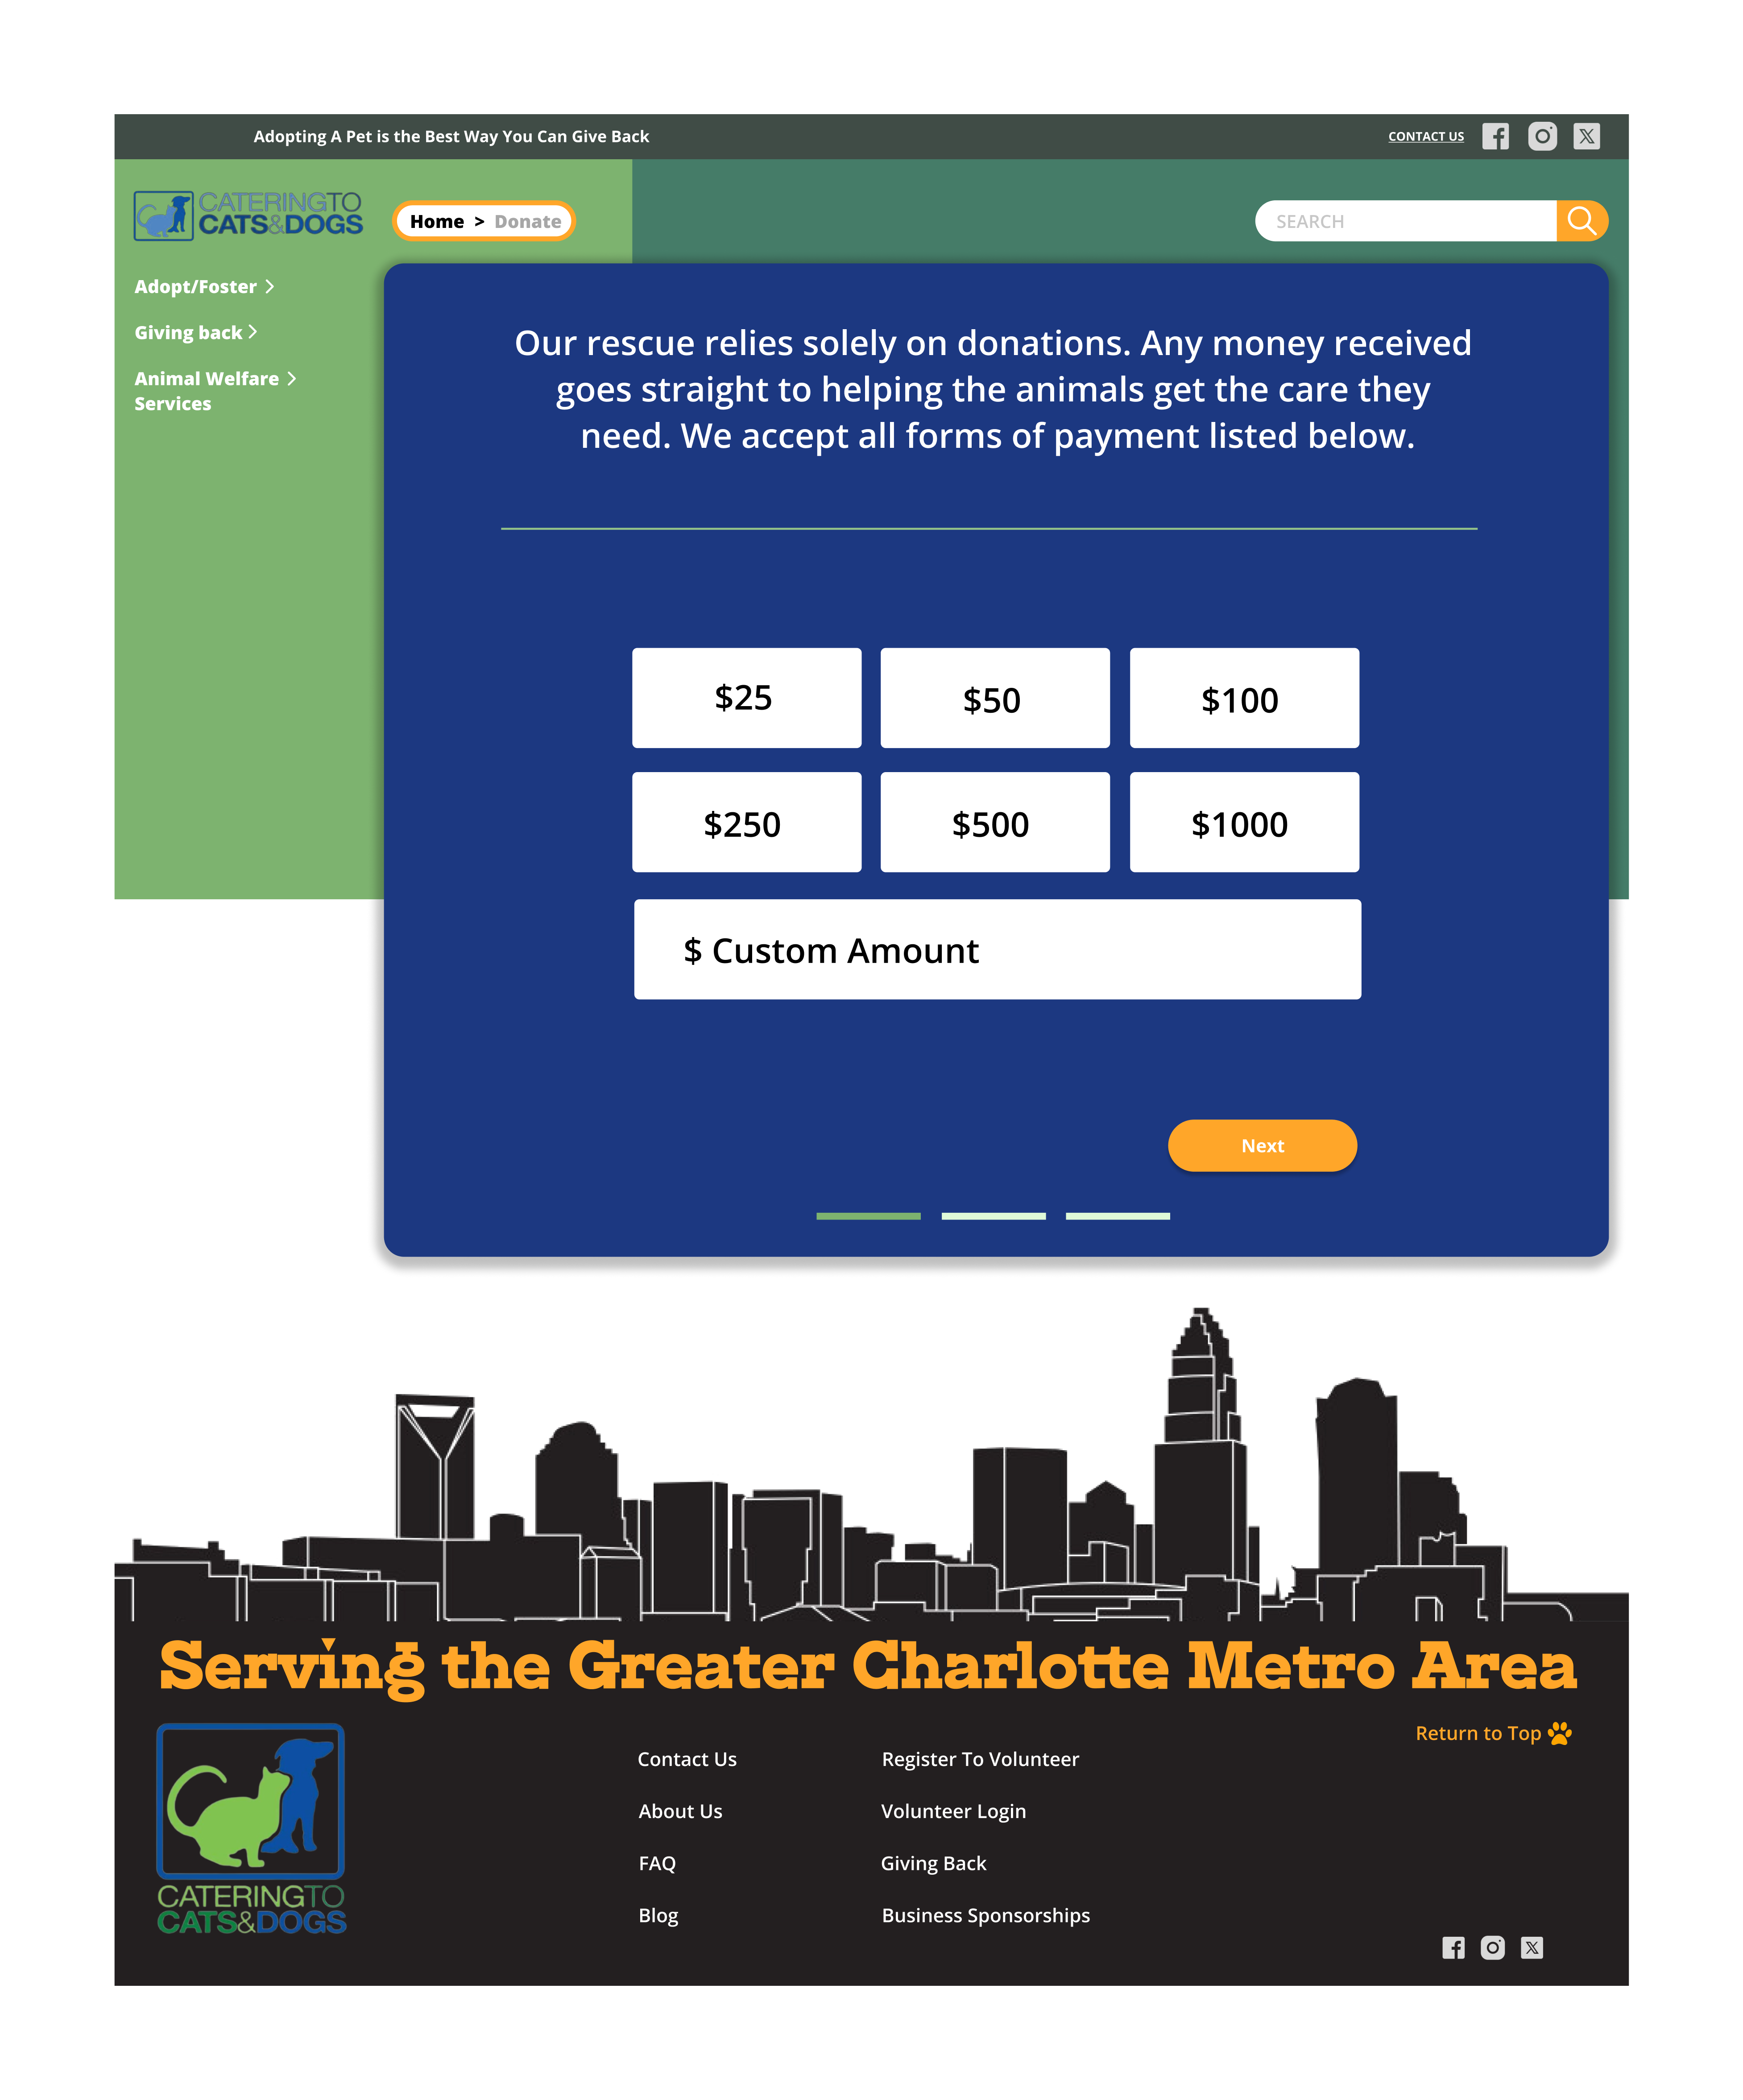 Adopting A Pet is the Best Way You Can Give Back
CONTACT US
CATERINGTO
CATS&DOGS
Home > Donate
SEARCH
Adopt/Foster >
Giving back >
Animal Welfare >
Services
Our rescue relies solely on donations. Any money received
goes straight to helping the animals get the care they
need. We accept all forms of payment listed below.
$25
$50
$100
$250
$500
$1000
$ Custom Amount
Next
Serving the Greater Charlotte Metro Area
Return to Top
CATERINGTO
CATS&DOGS
Contact Us
About Us
FAQ
Blog
Register To Volunteer
Volunteer Login
Giving Back
Business Sponsorships